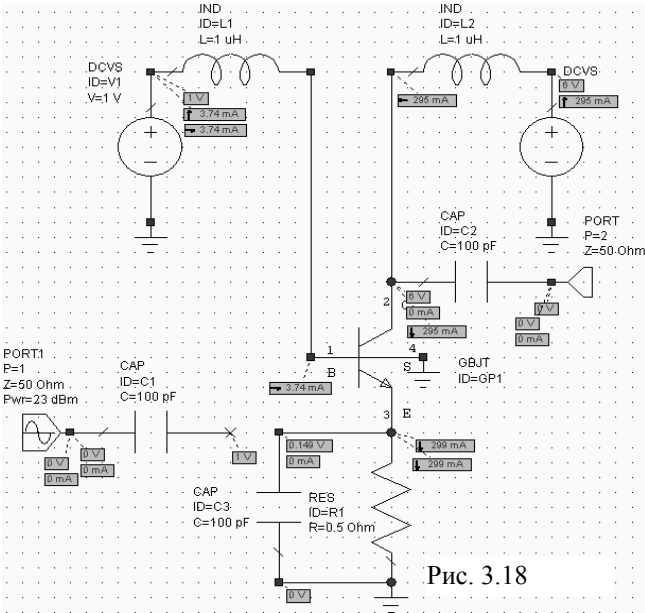 IND
ID=L1
L=1 uH
IND
ID=L2
L=1 uH
DCVS
ID=V1
V=1 V
1 V
3.74 mA
3.74 mA
295 mA
DCVS
6 V
295 mA
CAP
ID=C2
C=100 pF
PORT
P=2
Z=50 Ohm
2
C
6 V
0 mA
295 mA
0 V
0 V
0 mA
1
B
4
S
GBJT
ID=GP1
3.74 mA
3
E
PORT1
P=1
Z=50 Ohm
Pwr=23 dBm
CAP
ID=C1
C=100 pF
0 V
0 mA
0 V
0 mA
1 V
0.149 V
0 mA
299 mA
299 mA
CAP
ID=C3
C=100 pF
RES
ID=R1
R=0.5 Ohm
0 V
Рис. 3.18